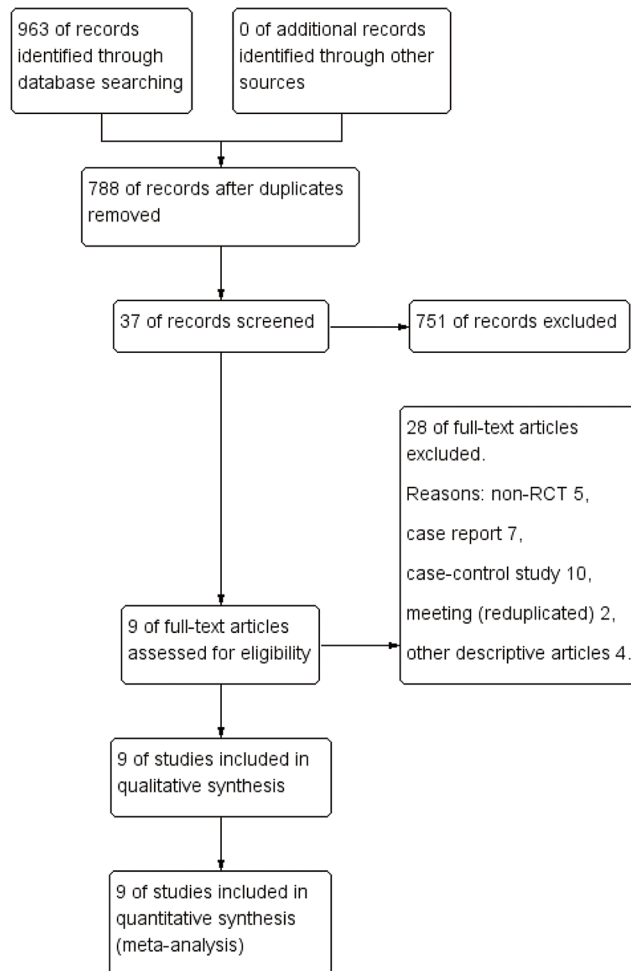 963 of records
identified through
database searching
0 of additional records
identified through other
sources
788 of records after duplicates
removed
37 of records screened
751 of records excluded
28 of full-text articles
excluded.
Reasons: non-RCT 5,
case report 7,
case-control study 10,
meeting (reduplicated) 2,
other descriptive articles 4.
9 of full-text articles
assessed for eligibility
9 of studies included in
qualitative synthesis
9 of studies included in
quantitative synthesis
(meta-analysis)